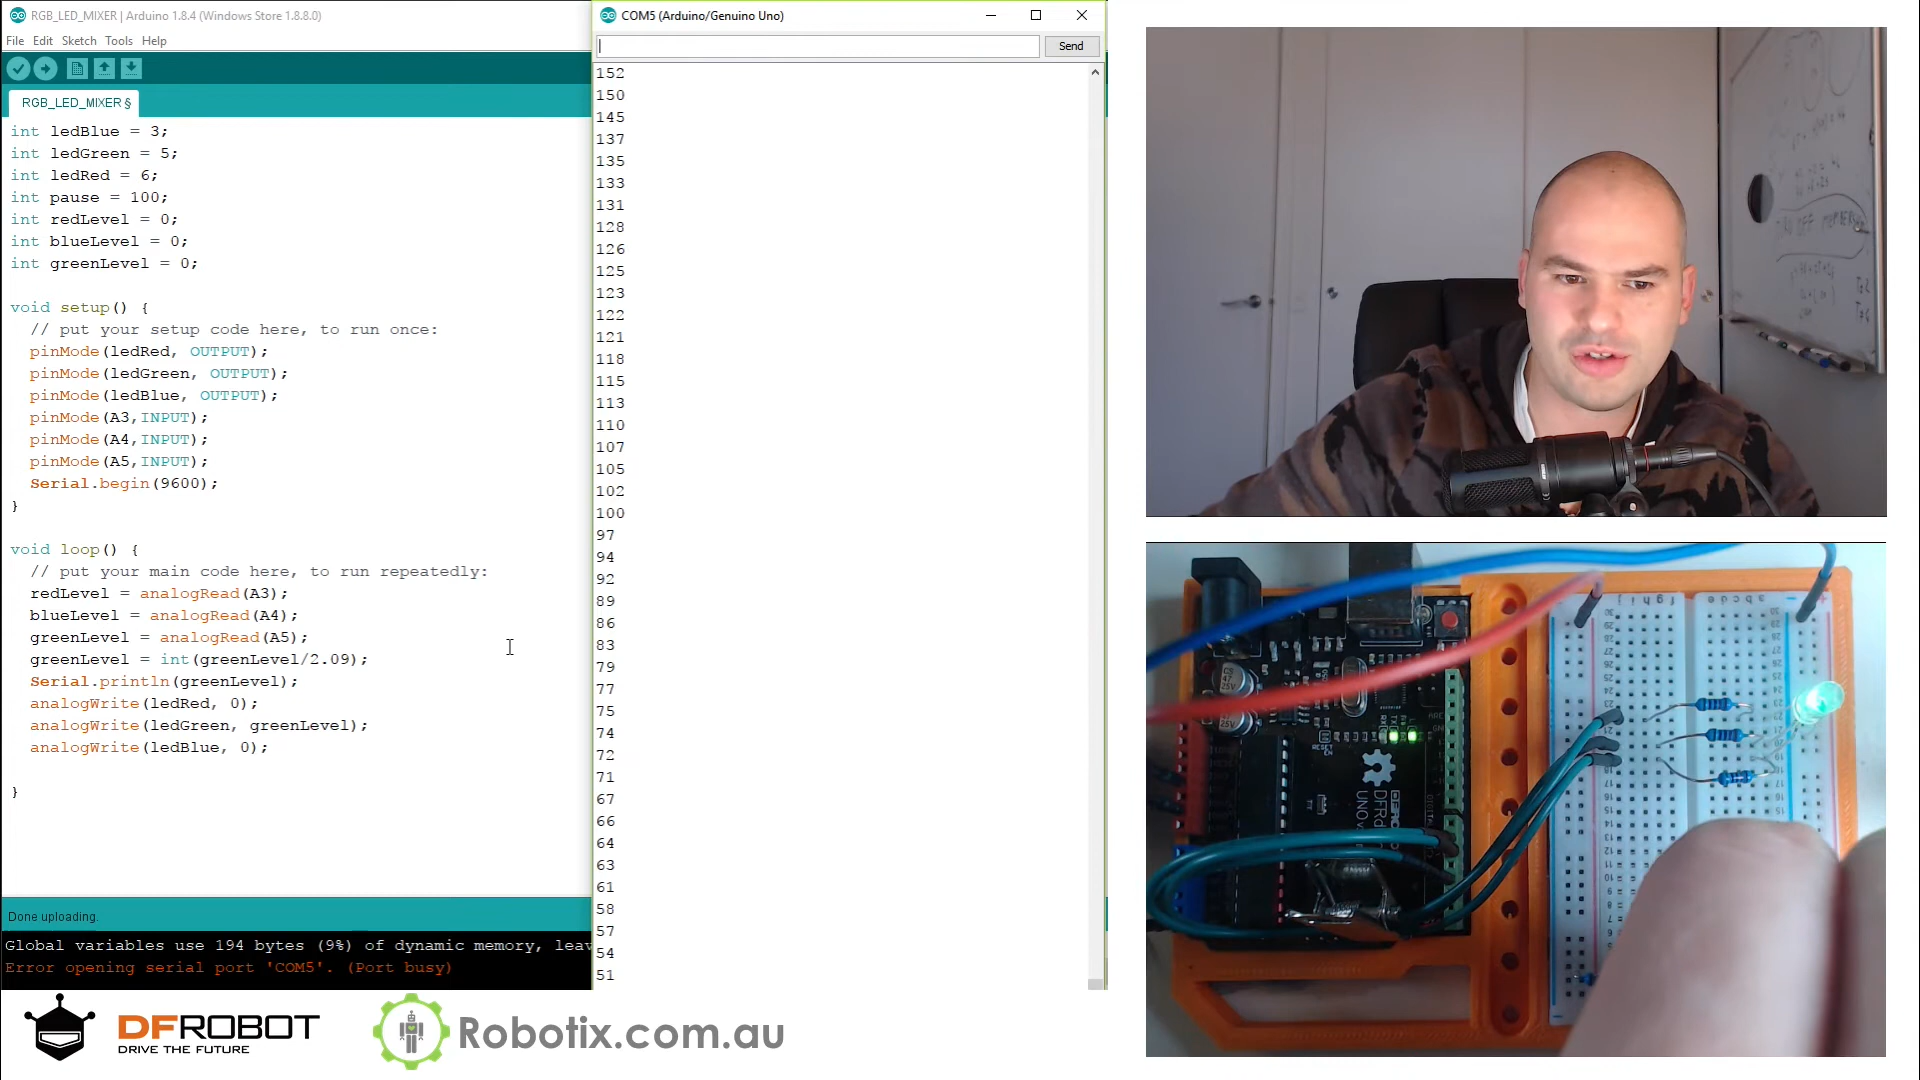 RGB_LED_MIXER | Arduino 1.8.4 (Windows Store 1.8.8.0)
File Edit Sketch Tools Help
RGB_LED_MIXER §
int ledBlue = 3;
int ledGreen = 5;
int ledRed = 6;
int pause = 100;
int redLevel = 0;
int blueLevel = 0;
int greenLevel = 0;
void setup() {
// put your setup code here, to run once:
pinMode(ledRed, OUTPUT);
pinMode(ledGreen, OUTPUT);
pinMode(ledBlue, OUTPUT);
pinMode(A3,INPUT);
pinMode(A4,INPUT);
pinMode(A5,INPUT);
Serial.begin(9600);
}
void loop() {
// put your main code here, to run repeatedly:
redLevel = analogRead(A3);
blueLevel = analogRead(A4);
greenLevel = analogRead(A5);
greenLevel = int(greenLevel/2.09);
Serial.println(greenLevel);
analogWrite(ledRed, 0);
analogWrite(ledGreen, greenLevel);
analogWrite(ledBlue, 0);
}
Done uploading.
Global variables use 194 bytes (9%) of dynamic memory, leav
Error opening serial port 'COM5'. (Port busy)
COM5 (Arduino/Genuino Uno)
Send
152
150
145
137
135
133
131
128
126
125
123
122
121
118
115
113
110
107
105
102
100
97
94
92
89
86
83
79
77
75
74
72
71
67
66
64
63
61
58
57
54
51
DFROBOT
DRIVE THE FUTURE
Robotix.com.au